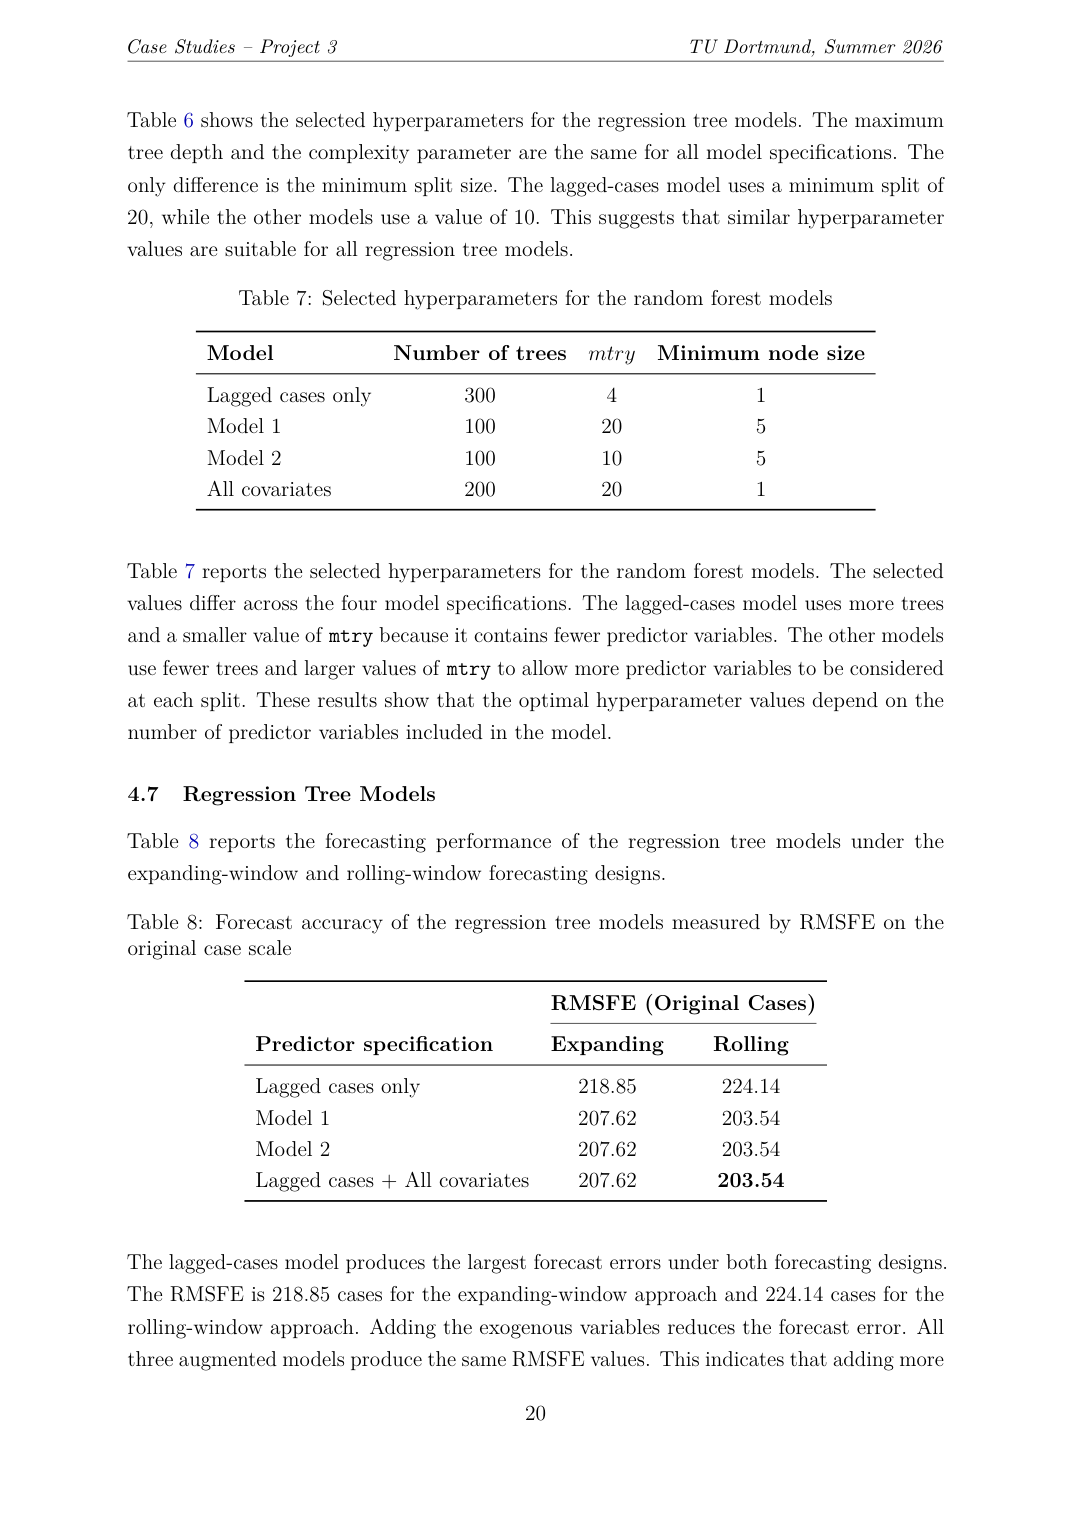 Case Studies – Project 3 TU Dortmund, Summer 2026
Table 6 shows the selected hyperparameters for the regression tree models. The maximum
tree depth and the complexity parameter are the same for all model specifications. The
only difference is the minimum split size. The lagged-cases model uses a minimum split of
20, while the other models use a value of 10. This suggests that similar hyperparameter
values are suitable for all regression tree models.
Table 7: Selected hyperparameters for the random forest models
Model Number of trees mtry Minimum node size
Lagged cases only 300 4 1
Model 1 100 20 5
Model 2 100 10 5
All covariates 200 20 1
Table 7 reports the selected hyperparameters for the random forest models. The selected
values differ across the four model specifications. The lagged-cases model uses more trees
and a smaller value of mtry because it contains fewer predictor variables. The other models
use fewer trees and larger values of mtry to allow more predictor variables to be considered
at each split. These results show that the optimal hyperparameter values depend on the
number of predictor variables included in the model.
4.7 Regression Tree Models
Table 8 reports the forecasting performance of the regression tree models under the
expanding-window and rolling-window forecasting designs.
Table 8: Forecast accuracy of the regression tree models measured by RMSFE on the
original case scale
RMSFE (Original Cases)
Predictor specification Expanding Rolling
Lagged cases only 218.85 224.14
Model 1 207.62 203.54
Model 2 207.62 203.54
Lagged cases + All covariates 207.62 203.54
The lagged-cases model produces the largest forecast errors under both forecasting designs.
The RMSFE is 218.85 cases for the expanding-window approach and 224.14 cases for the
rolling-window approach. Adding the exogenous variables reduces the forecast error. All
three augmented models produce the same RMSFE values. This indicates that adding more
20